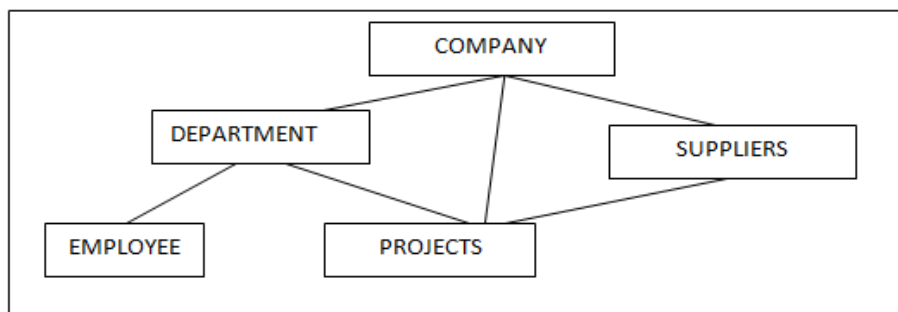 COMPANY
DEPARTMENT
SUPPLIERS
EMPLOYEE
PROJECTS